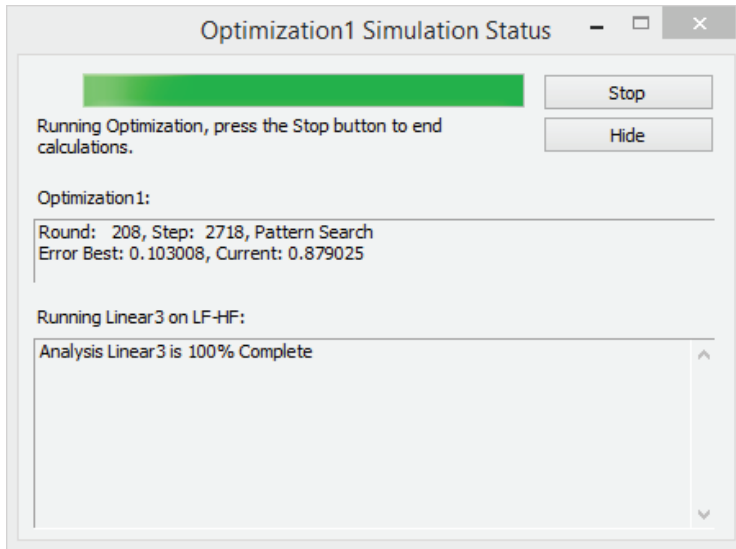 Optimization1 Simulation Status
Stop
Running Optimization, press the Stop button to end
calculations.
Hide
Optimization1:
Round: 208, Step: 2718, Pattern Search
Error Best: 0.103008, Current: 0.879025
Running Linear3 on LF-HF:
Analysis Linear3 is 100% Complete